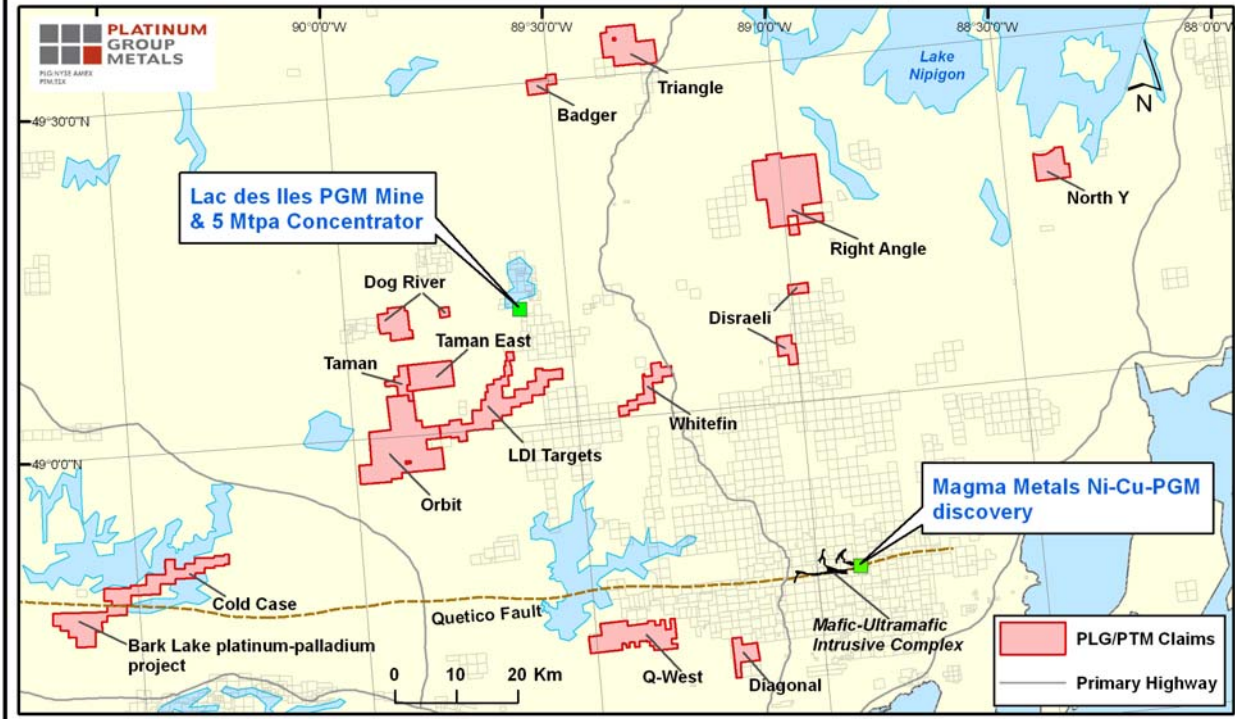 PLATINUM
GROUP
METALS
PLG:NYSE AMEX
PTM:TSX
90°0'0"W
89°30'0"W
89°0'0"W
88°30'0"W
88°0'0"W
Triangle
Badger
Lake
Nipigon
N
49°30'0"N
Lac des Iles PGM Mine
& 5 Mtpa Concentrator
North Y
Right Angle
Dog River
Taman East
Taman
Disraeli
Whitefin
LDI Targets
49°0'0"N
Orbit
Magma Metals Ni-Cu-PGM
discovery
Cold Case
Quetico Fault
Bark Lake platinum-palladium
project
Mafic-Ultramafic
Intrusive Complex
0 10 20 Km
Q-West
Diagonal
PLG/PTM Claims
Primary Highway